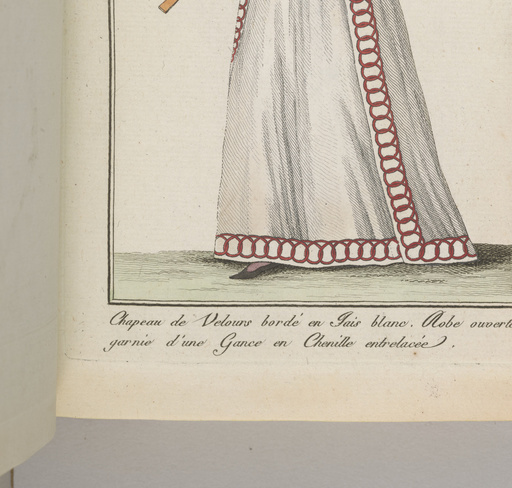 Chapeau de Velours bordé en Jais blanc. Robe ouverte
garnie d'une Gance en Chenille entrelacée.